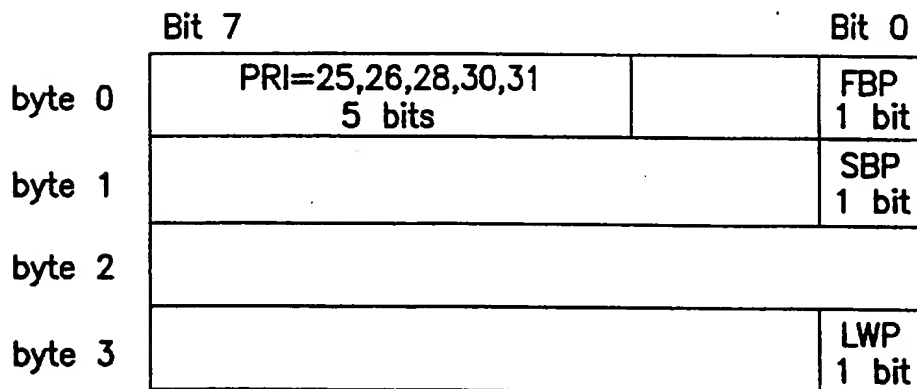 Bit 7 Bit 0
byte 0 PRI=25,26,28,30,31 FBP
5 bits 1 bit
byte 1 SBP
1 bit
byte 2
byte 3 LWP
1 bit